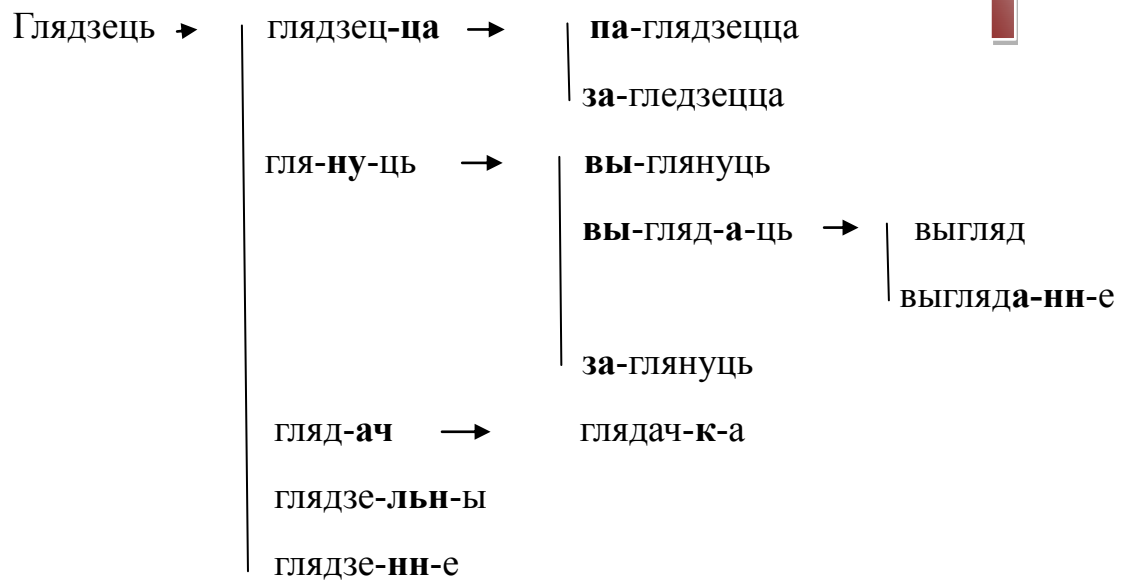 Глядзець → глядзец-ца → па-глядзецца
за-гледзецца
гля-ну-ць → вы-глянуць
вы-гляд-а-ць → выгляд
выгляда-нн-е
за-глянуць
гляд-ач → глядач-к-а
глядзе-льн-ы
глядзе-нн-е